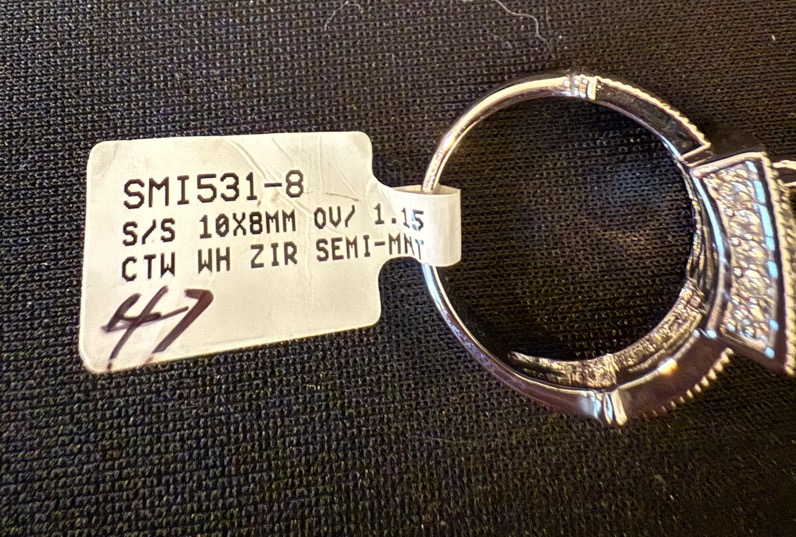 SMI531-8
S/S 10X8MM OV/ 1.15
CTW WH ZIR SEMI-MNT
47